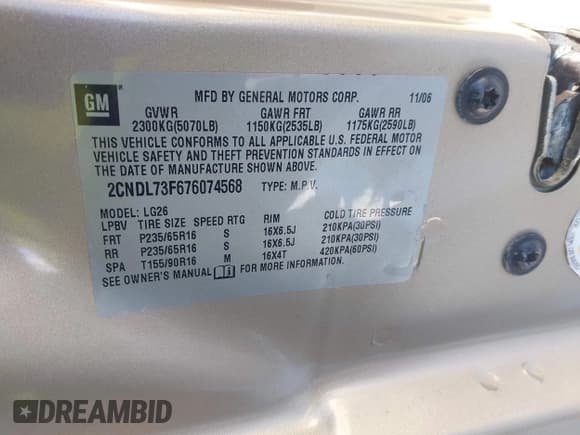 GM
MFD BY GENERAL MOTORS CORP. 11/06
GVWR GAWR FRT GAWR RR
2300KG(5070LB) 1150KG(2535LB) 1175KG(2590LB)
THIS VEHICLE CONFORMS TO ALL APPLICABLE U.S. FEDERAL MOTOR
VEHICLE SAFETY AND THEFT PREVENTION STANDARDS IN EFFECT ON
THE DATE OF MANUFACTURE SHOWN ABOVE.
2CNDL73F676074568 TYPE: M.P.V.
MODEL: LG26
LPBV TIRE SIZE SPEED RTG RIM COLD TIRE PRESSURE
FRT P235/65R16 S 16X6.5J 210KPA(30PSI)
RR P235/65R16 S 16X6.5J 210KPA(30PSI)
SPA T155/90R16 M 16X4T 420KPA(60PSI)
SEE OWNER'S MANUAL FOR MORE INFORMATION.
DREAMBID